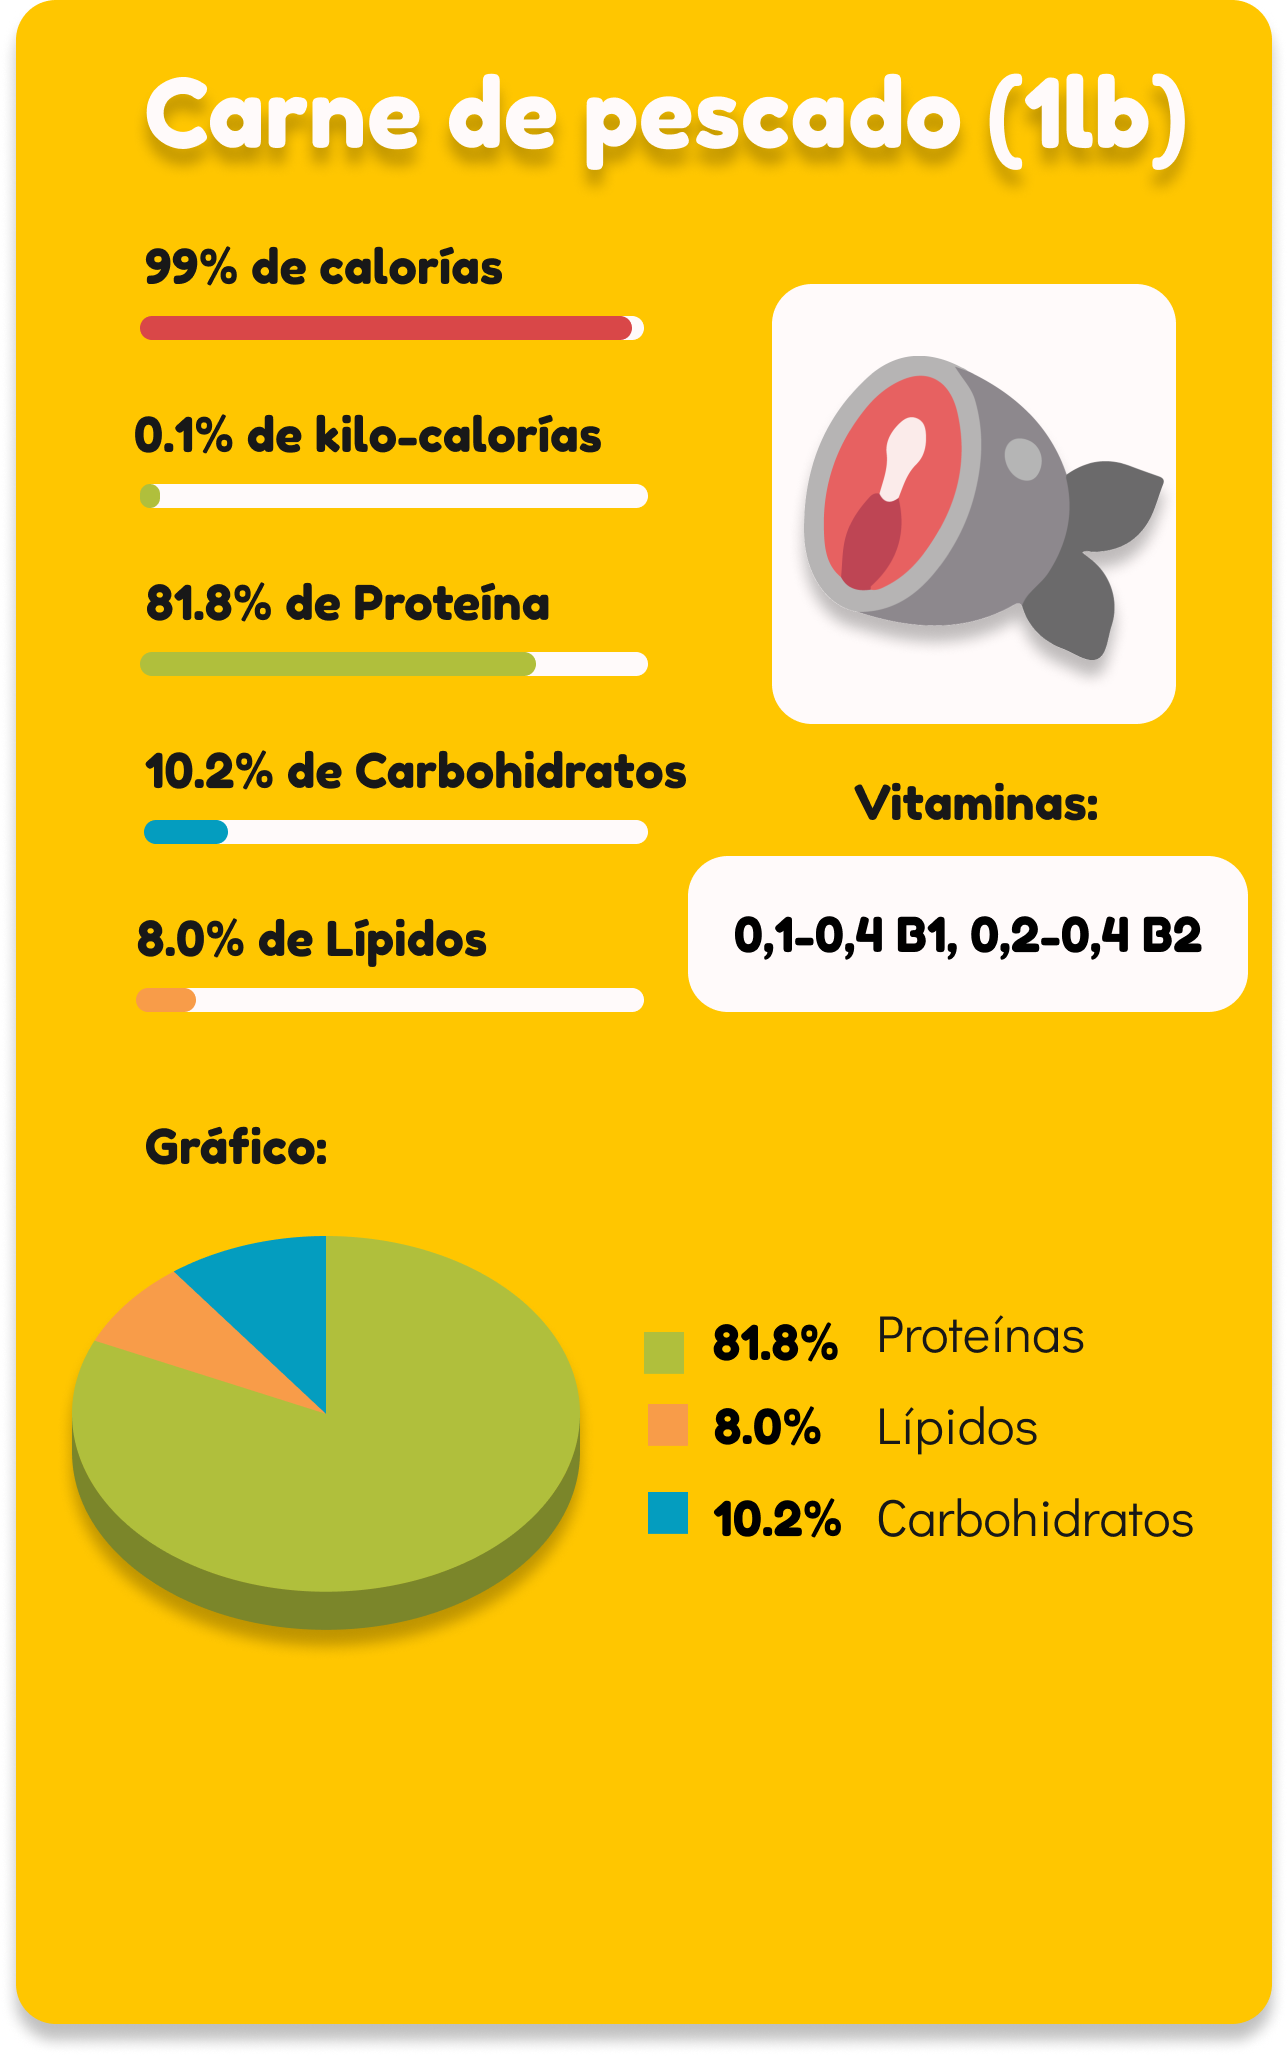 Carne de pescado (1lb)
99% de calorías
0.1% de kilo-calorías
81.8% de Proteína
10.2% de Carbohidratos
8.0% de Lípidos
Vitaminas:
0,1-0,4 B1, 0,2-0,4 B2
Gráfico:
81.8% Proteínas
8.0% Lípidos
10.2% Carbohidratos